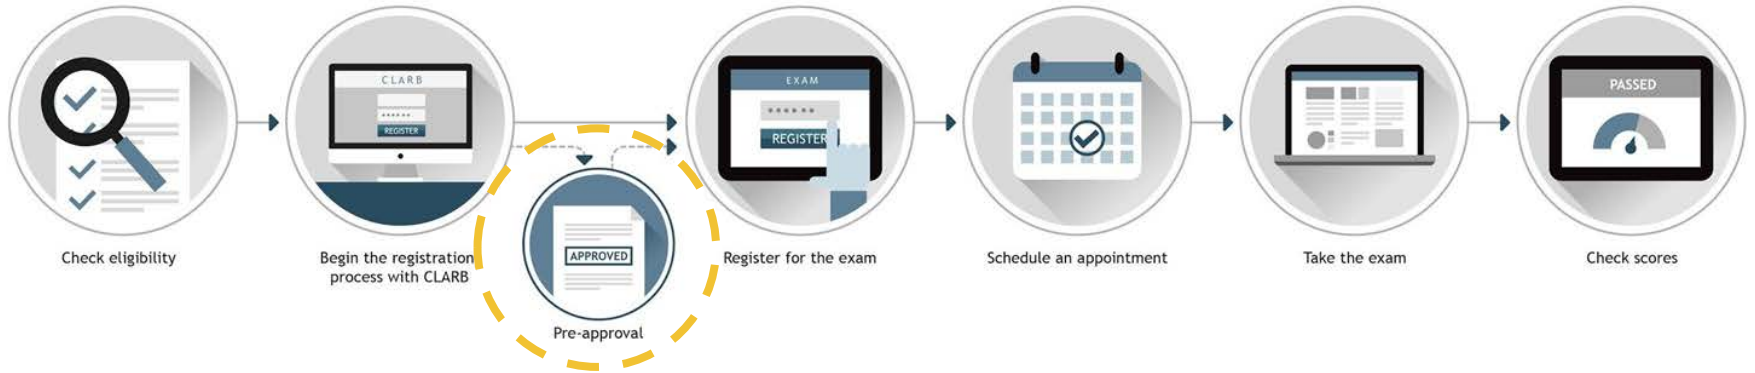 CLARB
REGISTER
EXAM
REGISTER
PASSED
APPROVED
Check eligibility
Begin the registration
process with CLARB
Pre-approval
Register for the exam
Schedule an appointment
Take the exam
Check scores